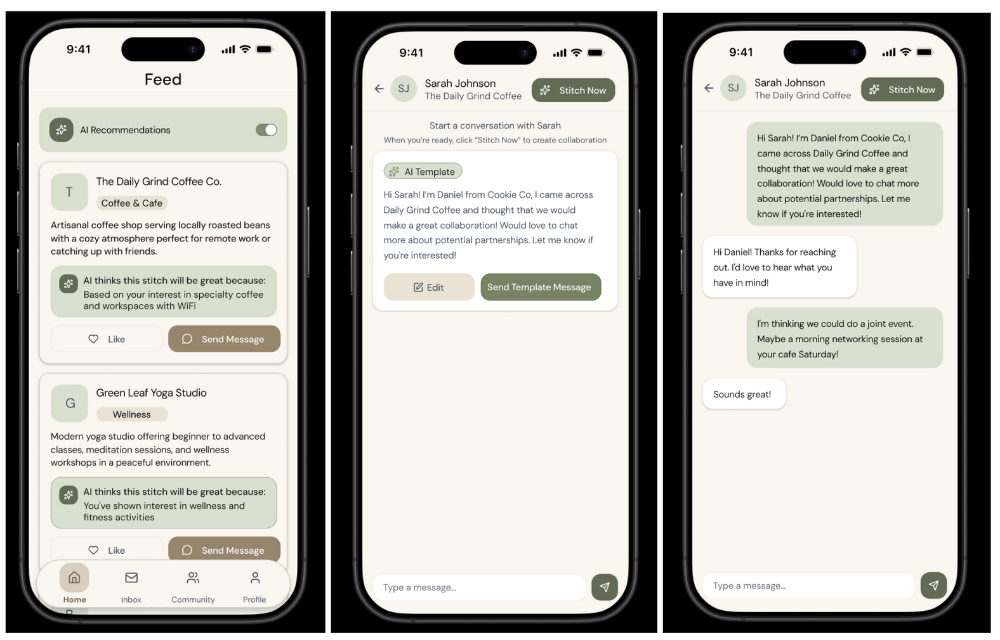 9:41
Feed
AI Recommendations
T
The Daily Grind Coffee Co.
Coffee & Cafe
Artisanal coffee shop serving locally roasted beans
with a cozy atmosphere perfect for remote work or
catching up with friends.
AI thinks this stitch will be great because:
Based on your interest in specialty coffee
and workspaces with WiFi
Like
Send Message
G
Green Leaf Yoga Studio
Wellness
Modern yoga studio offering beginner to advanced
classes, meditation sessions, and wellness
workshops in a peaceful environment.
AI thinks this stitch will be great because:
You've shown interest in wellness and
fitness activities
Like
Send Message
Home
Inbox
Community
Profile
9:41
SJ
Sarah Johnson
The Daily Grind Coffee
Stitch Now
Start a conversation with Sarah
When you're ready, click “Stitch Now” to create collaboration
AI Template
Hi Sarah! I’m Daniel from Cookie Co, I came across
Daily Grind Coffee and thought that we would
make a great collaboration! Would love to chat
more about potential partnerships. Let me know if
you're interested!
Edit
Send Template Message
Type a message...
9:41
SJ
Sarah Johnson
The Daily Grind Coffee
Stitch Now
Hi Sarah! I’m Daniel from Cookie Co, I
came across Daily Grind Coffee and
thought that we would make a great
collaboration! Would love to chat more
about potential partnerships. Let me
know if you're interested!
Hi Daniel! Thanks for reaching
out. I'd love to hear what you
have in mind!
I'm thinking we could do a joint event.
Maybe a morning networking session at
your cafe Saturday!
Sounds great!
Type a message...